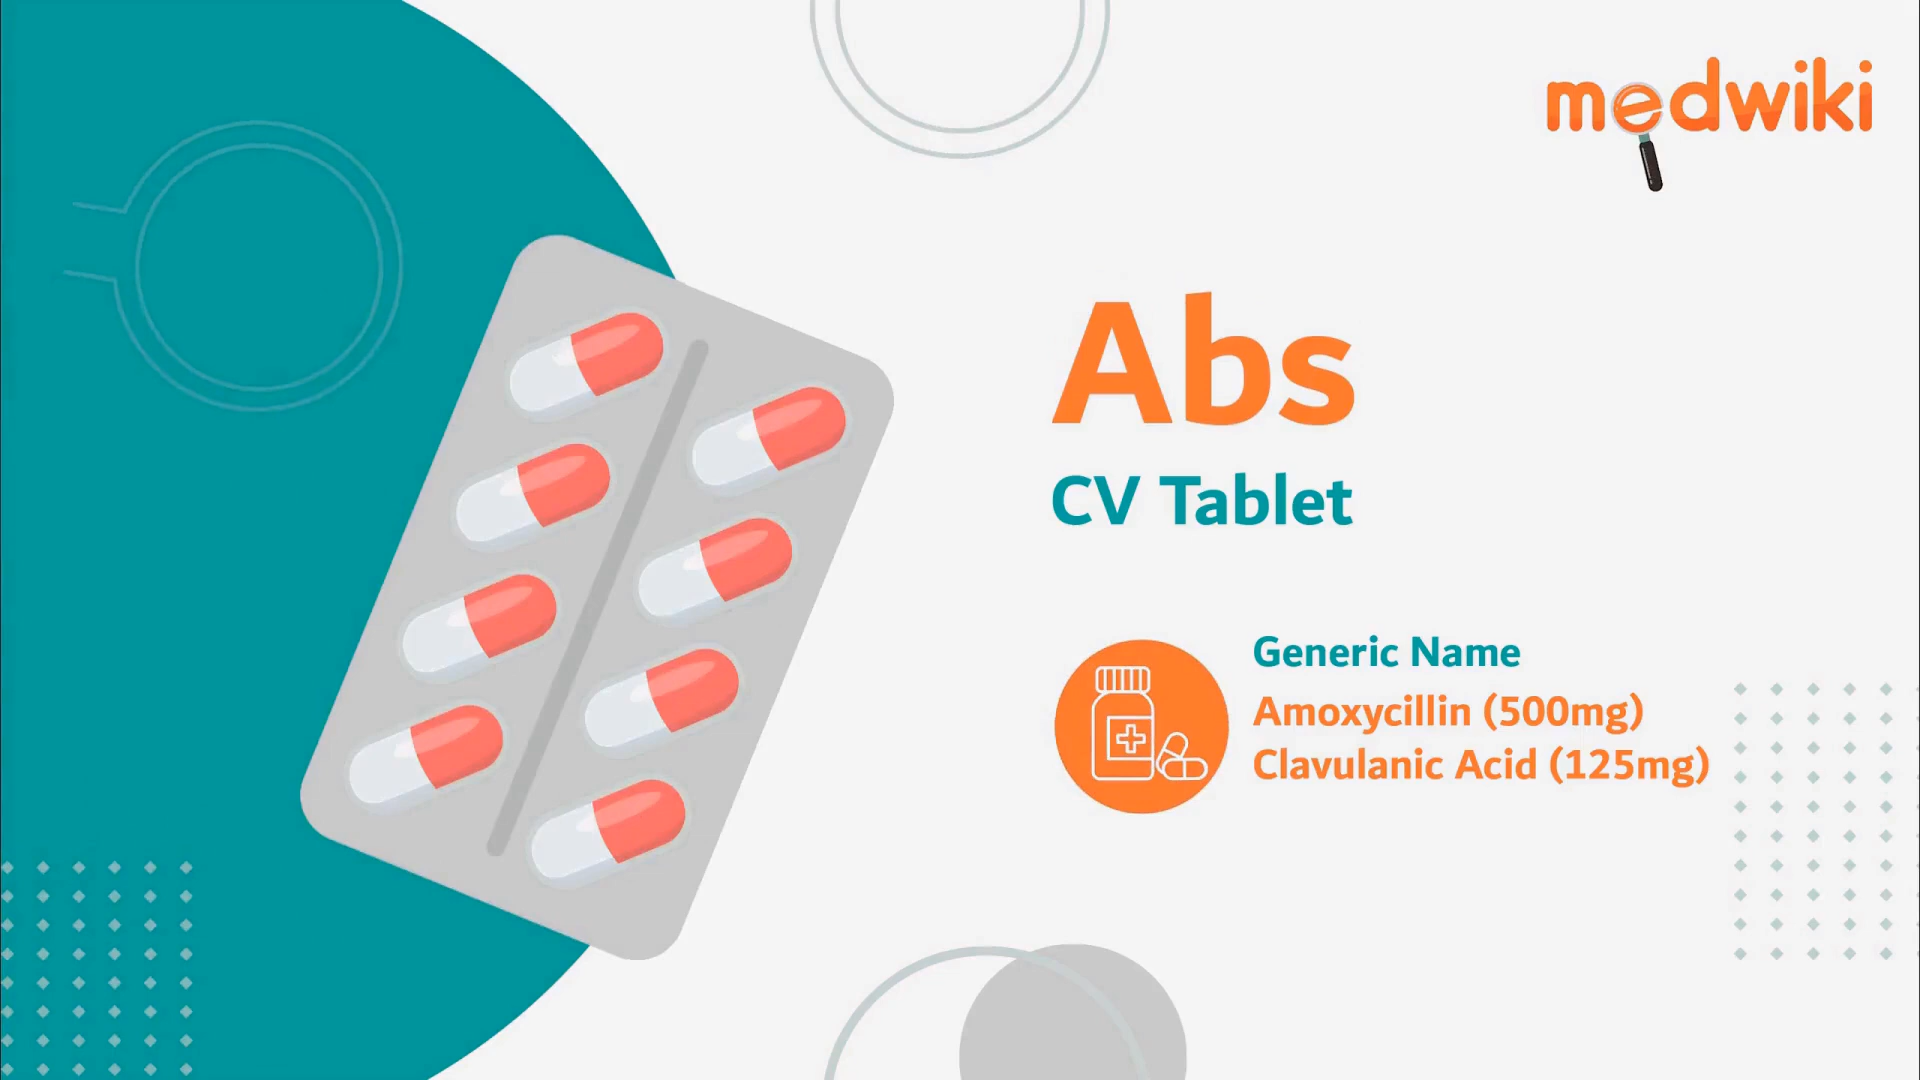 medwiki
Abs
CV Tablet
Generic Name
Amoxycillin (500mg)
Clavulanic Acid (125mg)